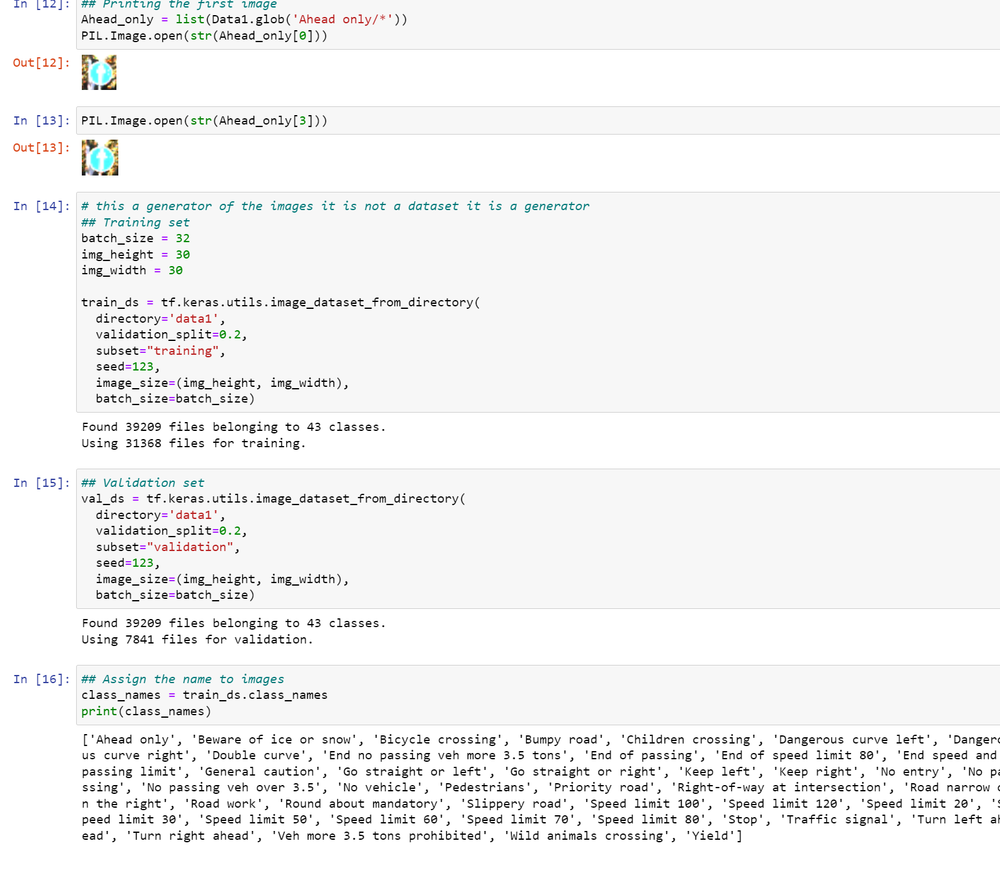 In [12]: ## Printing the first image
Ahead_only = list(Data1.glob('Ahead only/*'))
PIL.Image.open(str(Ahead_only[0]))
Out[12]:
In [13]: PIL.Image.open(str(Ahead_only[3]))
Out[13]:
In [14]: # this a generator of the images it is not a dataset it is a generator
## Training set
batch_size = 32
img_height = 30
img_width = 30
train_ds = tf.keras.utils.image_dataset_from_directory(
directory='data1',
validation_split=0.2,
subset="training",
seed=123,
image_size=(img_height, img_width),
batch_size=batch_size)
Found 39209 files belonging to 43 classes.
Using 31368 files for training.
In [15]: ## Validation set
val_ds = tf.keras.utils.image_dataset_from_directory(
directory='data1',
validation_split=0.2,
subset="validation",
seed=123,
image_size=(img_height, img_width),
batch_size=batch_size)
Found 39209 files belonging to 43 classes.
Using 7841 files for validation.
In [16]: ## Assign the name to images
class_names = train_ds.class_names
print(class_names)
['Ahead only', 'Beware of ice or snow', 'Bicycle crossing', 'Bumpy road', 'Children crossing', 'Dangerous curve left', 'Dangero
us curve right', 'Double curve', 'End no passing veh more 3.5 tons', 'End of passing', 'End of speed limit 80', 'End speed and
passing limit', 'General caution', 'Go straight or left', 'Go straight or right', 'Keep left', 'Keep right', 'No entry', 'No pa
ssing', 'No passing veh over 3.5', 'No vehicle', 'Pedestrians', 'Priority road', 'Right-of-way at intersection', 'Road narrow o
n the right', 'Road work', 'Round about mandatory', 'Slippery road', 'Speed limit 100', 'Speed limit 120', 'Speed limit 20', 'S
peed limit 30', 'Speed limit 50', 'Speed limit 60', 'Speed limit 70', 'Speed limit 80', 'Stop', 'Traffic signal', 'Turn left ah
ead', 'Turn right ahead', 'Veh more 3.5 tons prohibited', 'Wild animals crossing', 'Yield']